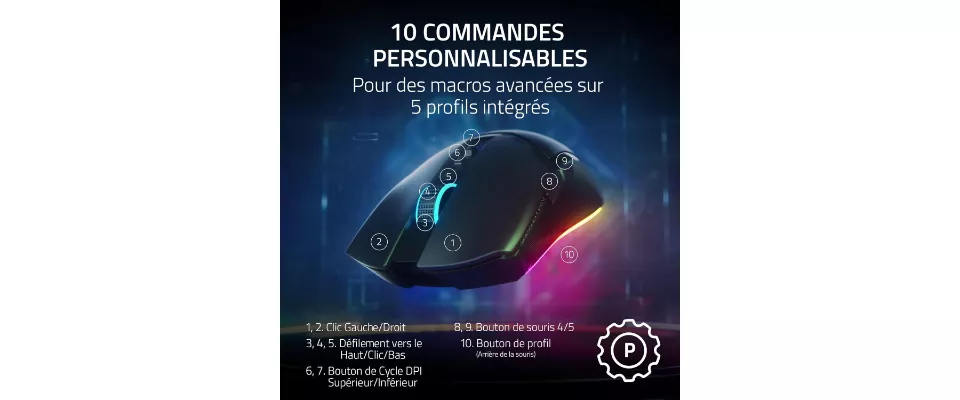 10 COMMANDES
PERSONNALISABLES
Pour des macros avancées sur
5 profils intégrés
7
6
9
5
8
4
3
2
1
10
1, 2. Clic Gauche/Droit
3, 4, 5. Défilement vers le
Haut/Clic/Bas
6, 7. Bouton de Cycle DPI
Supérieur/Inférieur
8, 9. Bouton de souris 4/5
10. Bouton de profil
(Arrière de la souris)
P